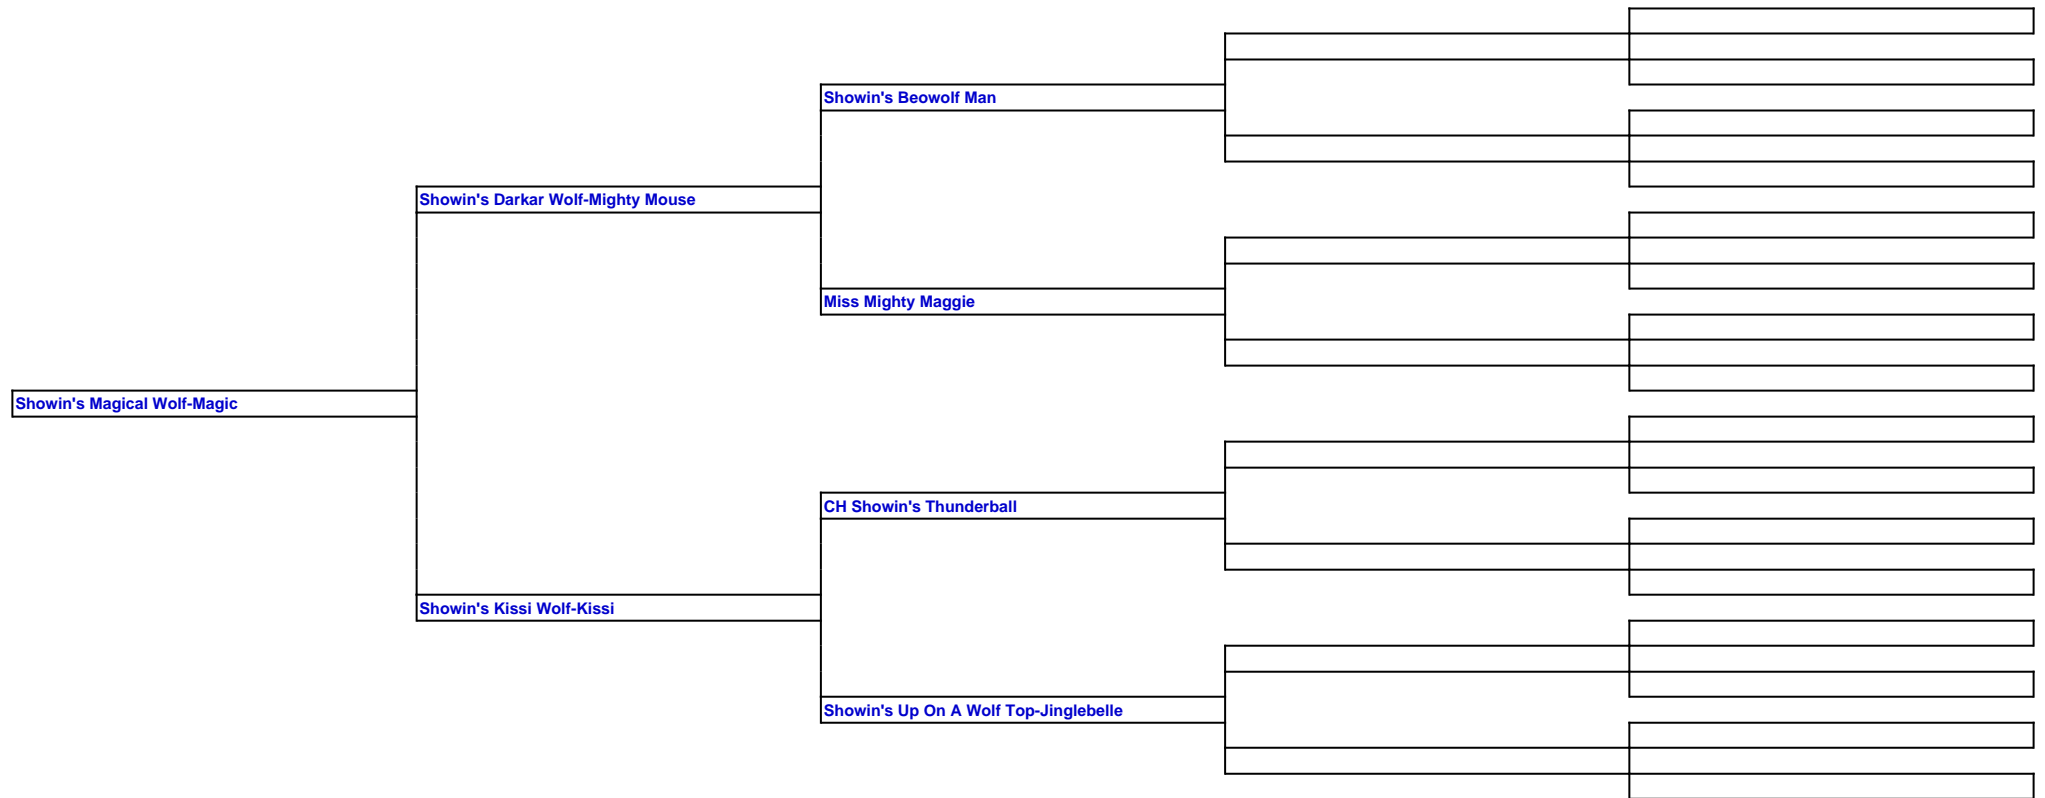 Showin's Beowolf Man
Showin's Darkar Wolf-Mighty Mouse
Miss Mighty Maggie
Showin's Magical Wolf-Magic
CH Showin's Thunderball
Showin's Kissi Wolf-Kissi
Showin's Up On A Wolf Top-Jinglebelle